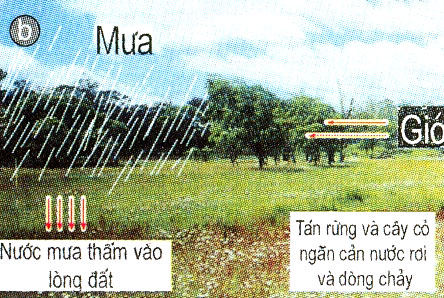 b
Mưa
Gió
Nước mưa thấm vào
lòng đất
Tán rừng và cây cỏ
ngăn cản nước rơi
và dòng chảy